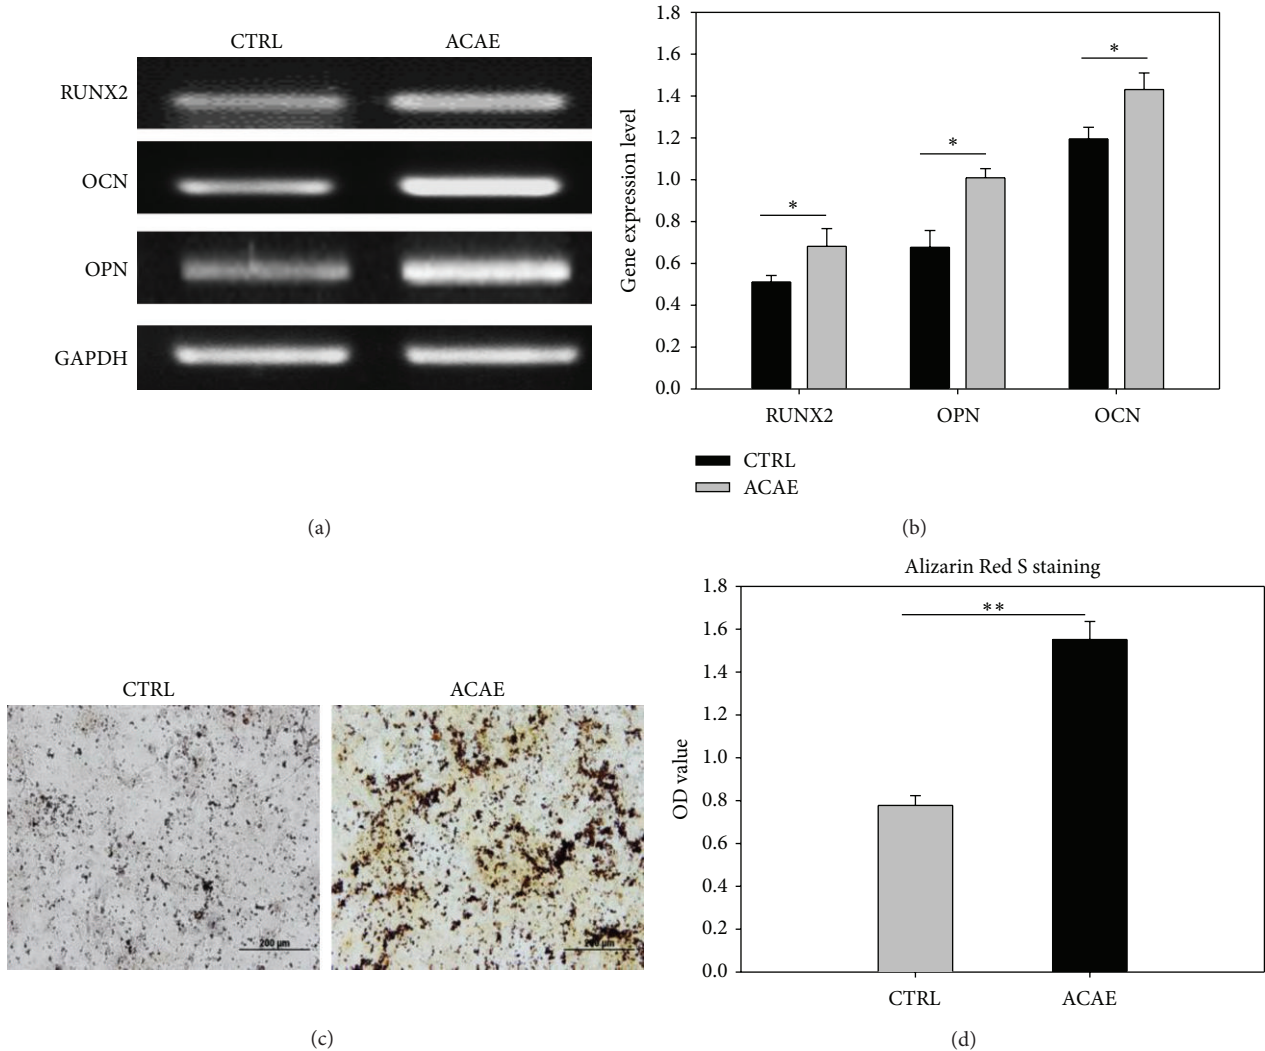 CTRL ACAE
RUNX2
OCN
OPN
GAPDH
(a)
1.8
1.6
1.4
1.2
1.0
0.8
0.6
0.4
0.2
0.0
Gene expression level
*
*
*
RUNX2 OPN OCN
CTRL
ACAE
(b)
CTRL ACAE
200 µm
200 µm
(c)
Alizarin Red S staining
1.8
1.6
1.4
1.2
1.0
0.8
0.6
0.4
0.2
0.0
OD value
**
CTRL ACAE
(d)